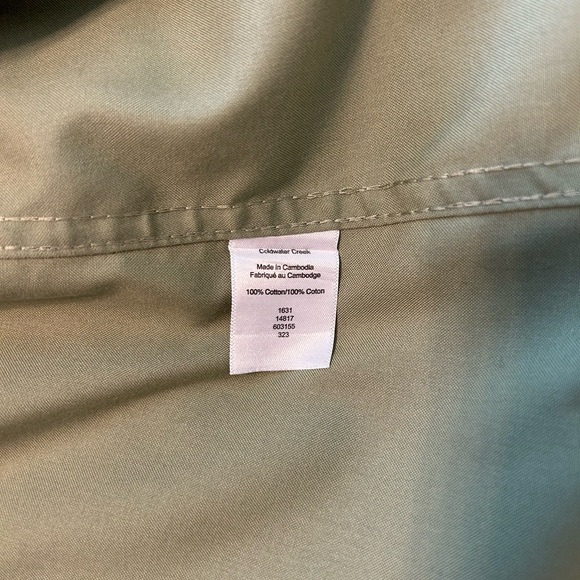 Coldwater Creek
Made in Cambodia
Fabriqué au Cambodge
100% Cotton/100% Coton
1631
14817
603155
323